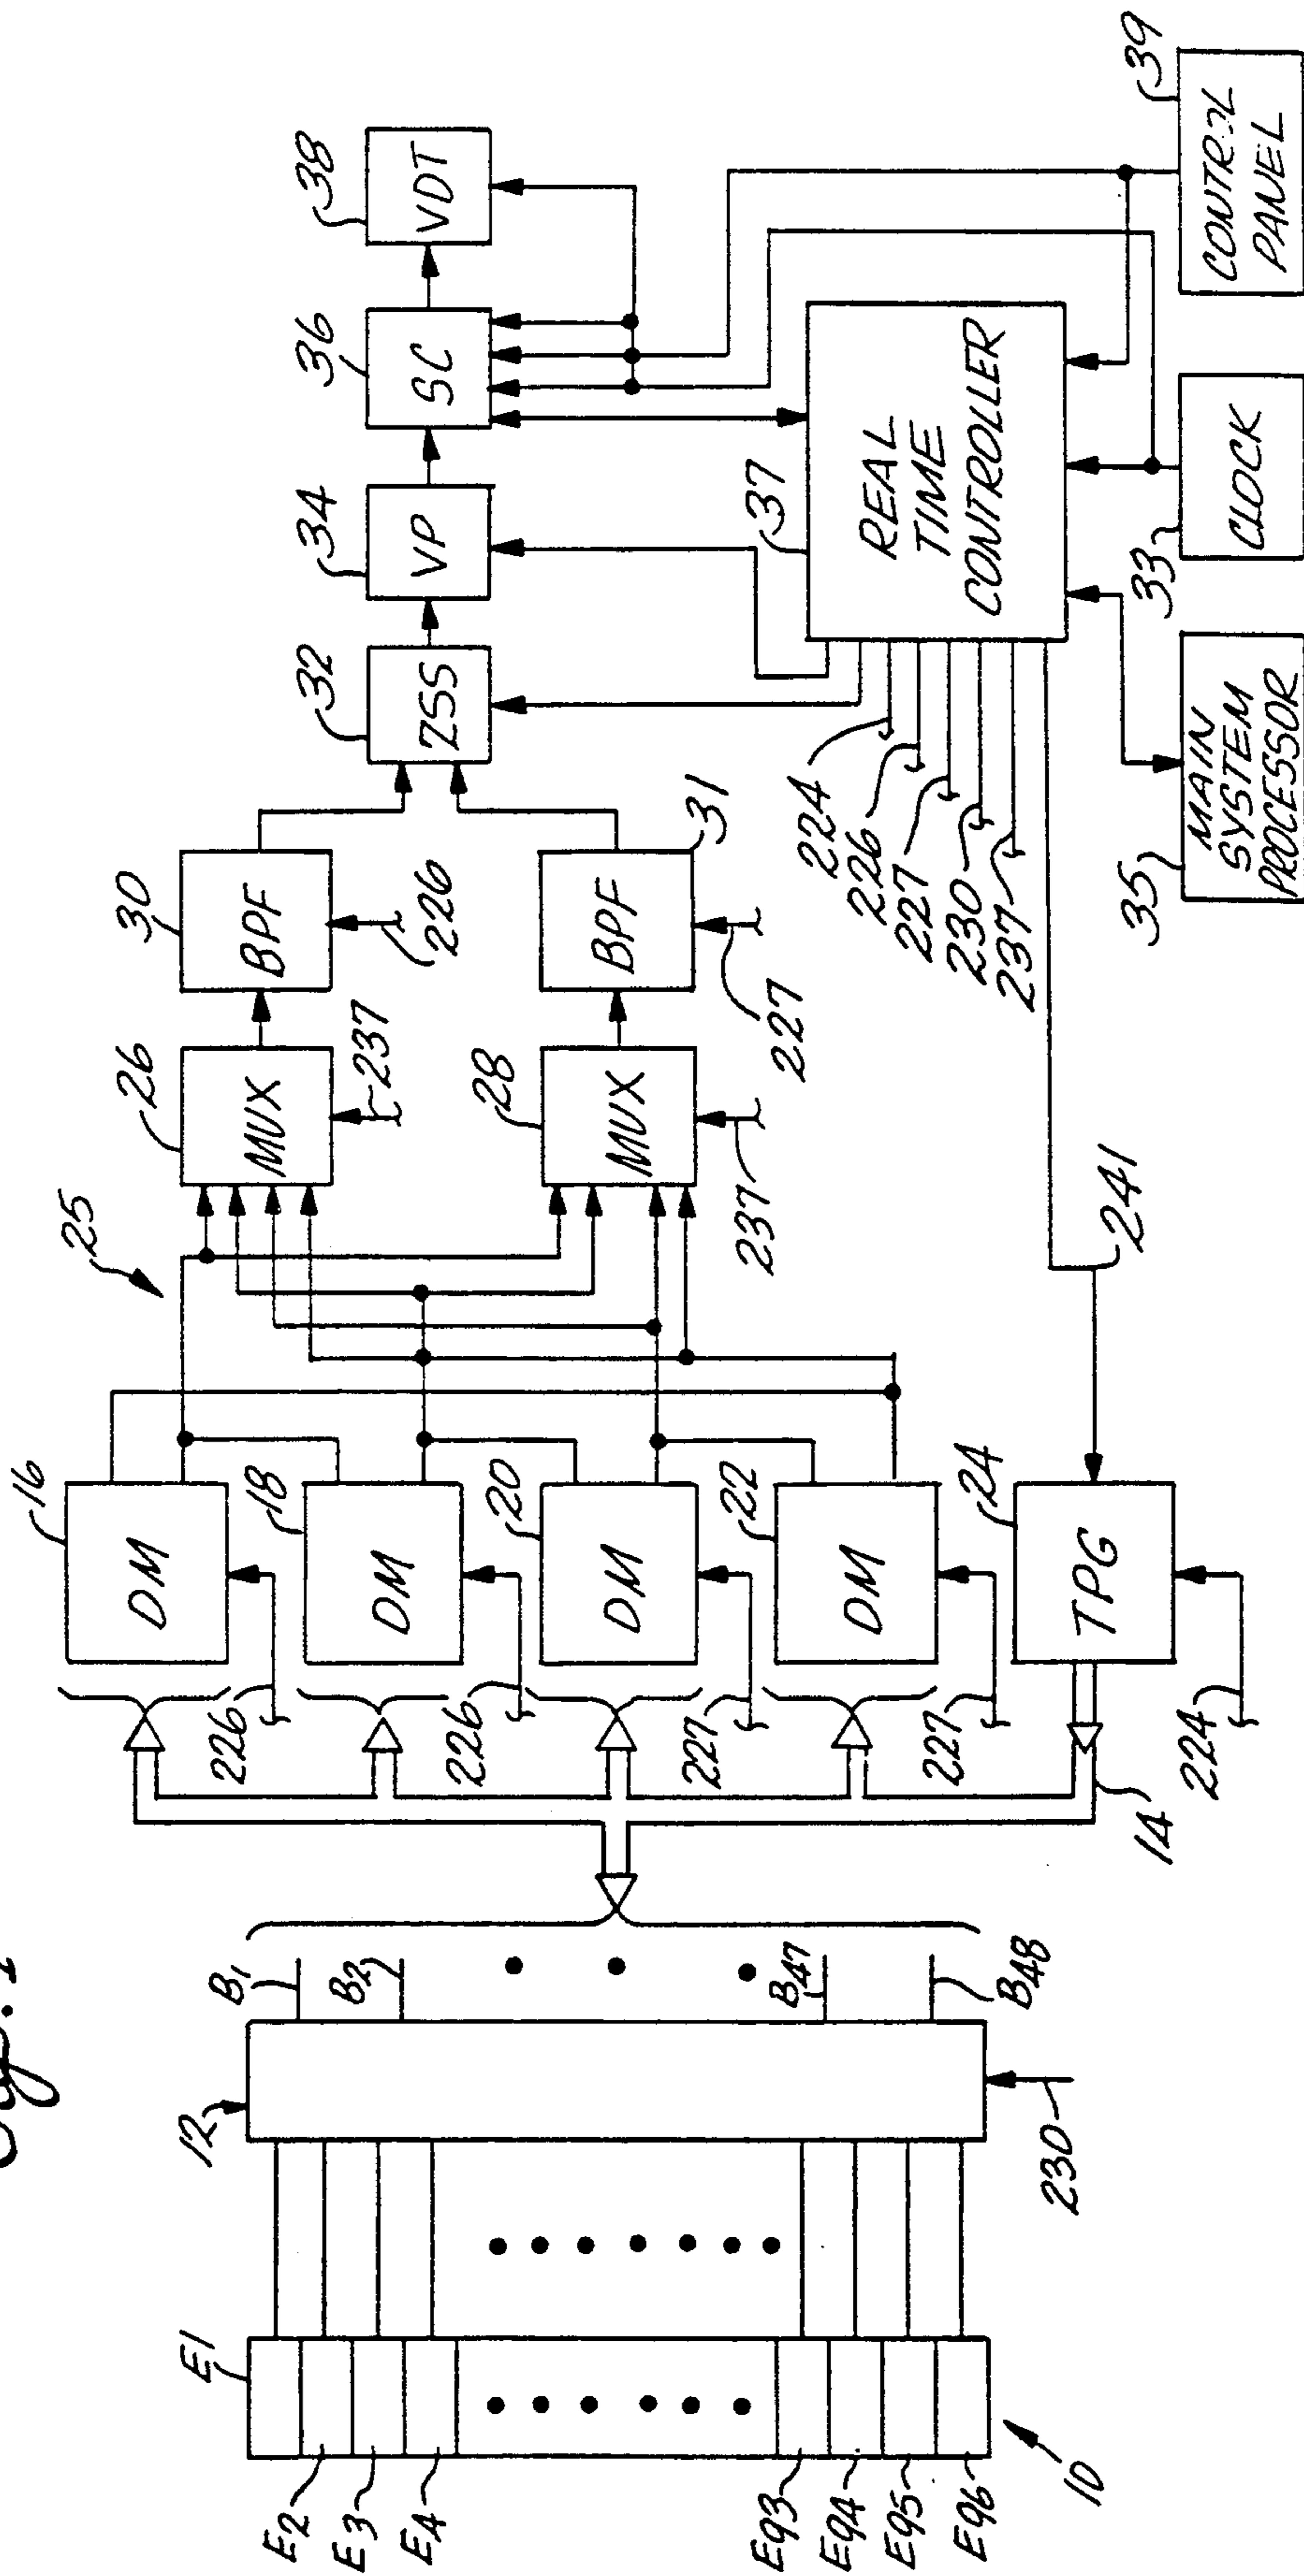 Fig. 1
E1
E2
E3
E4
E93
E94
E95
E96
10
12
230
B1
B2
B47
B48
14
16
DM
226
18
DM
226
20
DM
227
22
DM
227
24
TPG
224
241
25
26
MUX
237
28
MUX
237
30
BPF
226
31
BPF
227
32
ZSS
34
VP
36
SC
38
VDT
37
REAL
TIME
CONTROLLER
224
226
227
230
237
35
MAIN
SYSTEM
PROCESSOR
33
CLOCK
39
CONTROL
PANEL